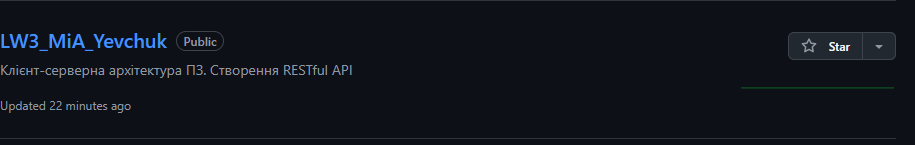 LW3_MiA_Yevchuk Public
Star
Клієнт-серверна архітектура ПЗ. Створення RESTful API
Updated 22 minutes ago